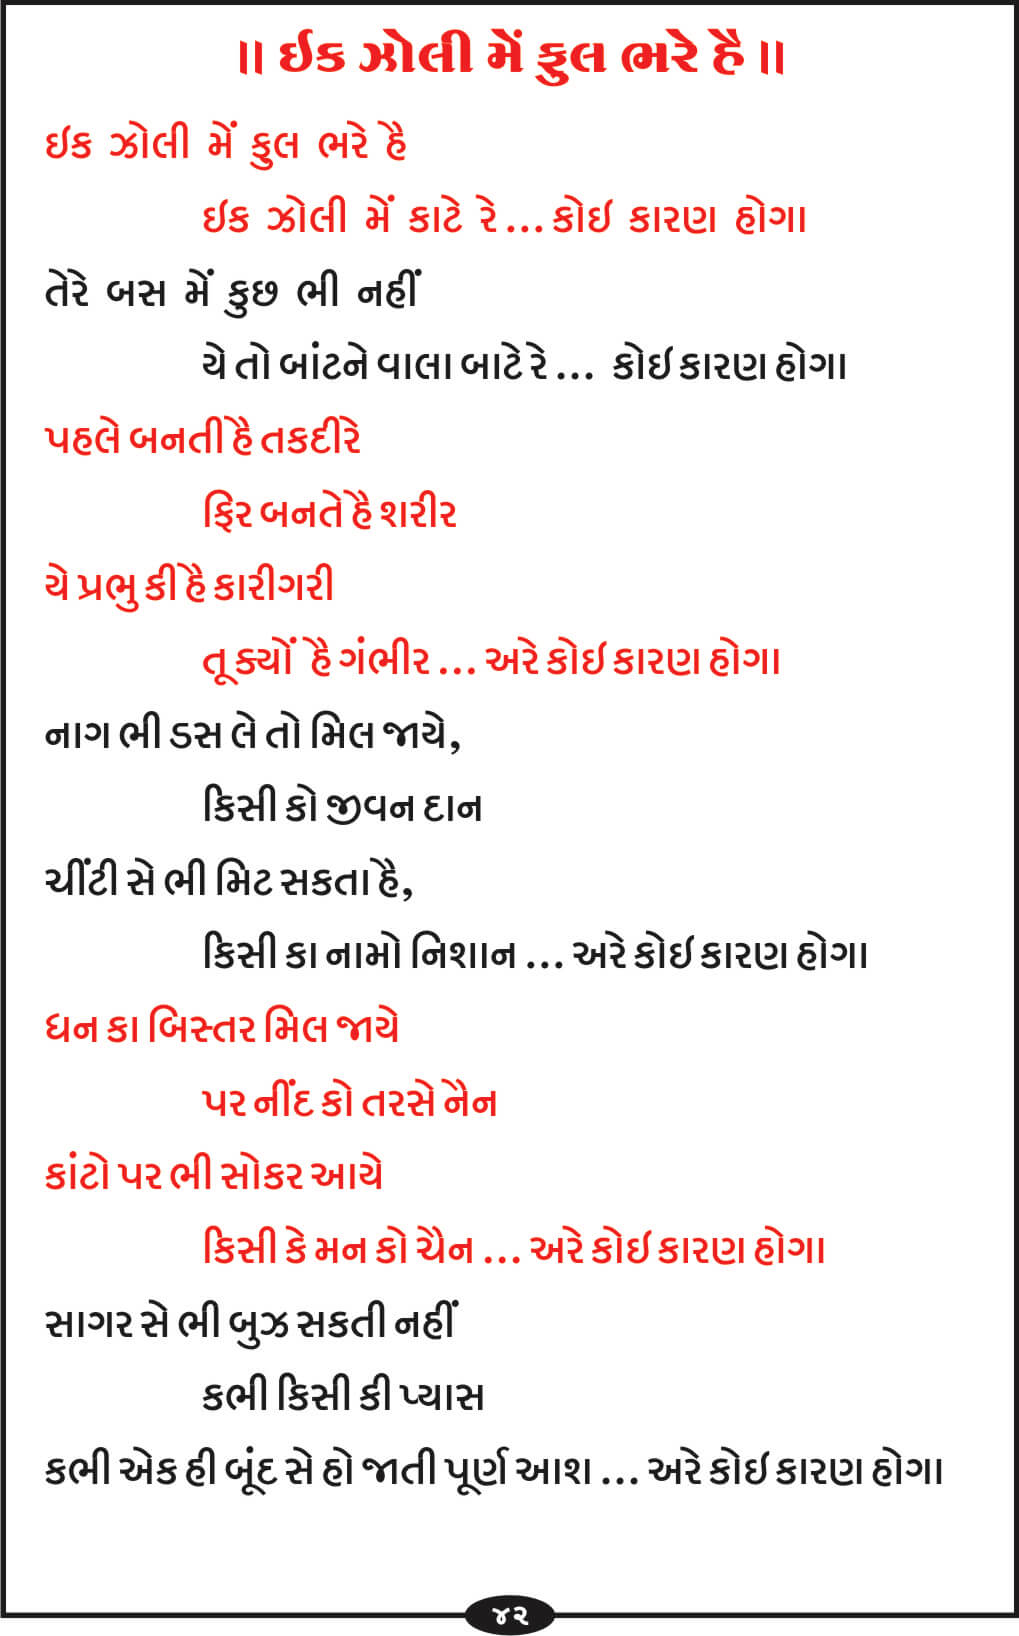 ॥ ઈક ઝોલી મેં ફુલ ભરે હૈ ॥
ઈક ઝોલી મેં ફુલ ભરે હૈ
ઈક ઝોલી મેં કાટે રે... કોઈ કારણ હોગા
તેરે બસ મેં કુછ ભી નહીં
યે તો બાંટને વાલા બાટે રે... કોઈ કારણ હોગા
પહલે બનતી હૈ તકદીરે
ફિર બનતે હૈ શરીર
યે પ્રભુ કી હૈ કારીગરી
તૂ ક્યોં હૈ ગંભીર... અરે કોઈ કારણ હોગા
નાગ ભી ડસ લે તો મિલ જાયે,
કિસી કો જીવન દાન
ચીંટી સે ભી મિટ સકતા હૈ,
કિસી કા નામો નિશાન... અરે કોઈ કારણ હોગા
ધન કા બિસ્તર મિલ જાયે
પર નીંદ કો તરસે નૈન
કાંટો પર ભી સોકર આયે
કિસી કે મન કો ચૈન... અરે કોઈ કારણ હોગા
સાગર સે ભી બુઝ સકતી નહીં
કભી કિસી કી પ્યાસ
કભી એક હી બૂંદ સે હો જાતી પૂર્ણ આશ... અરે કોઈ કારણ હોગા
૪૨